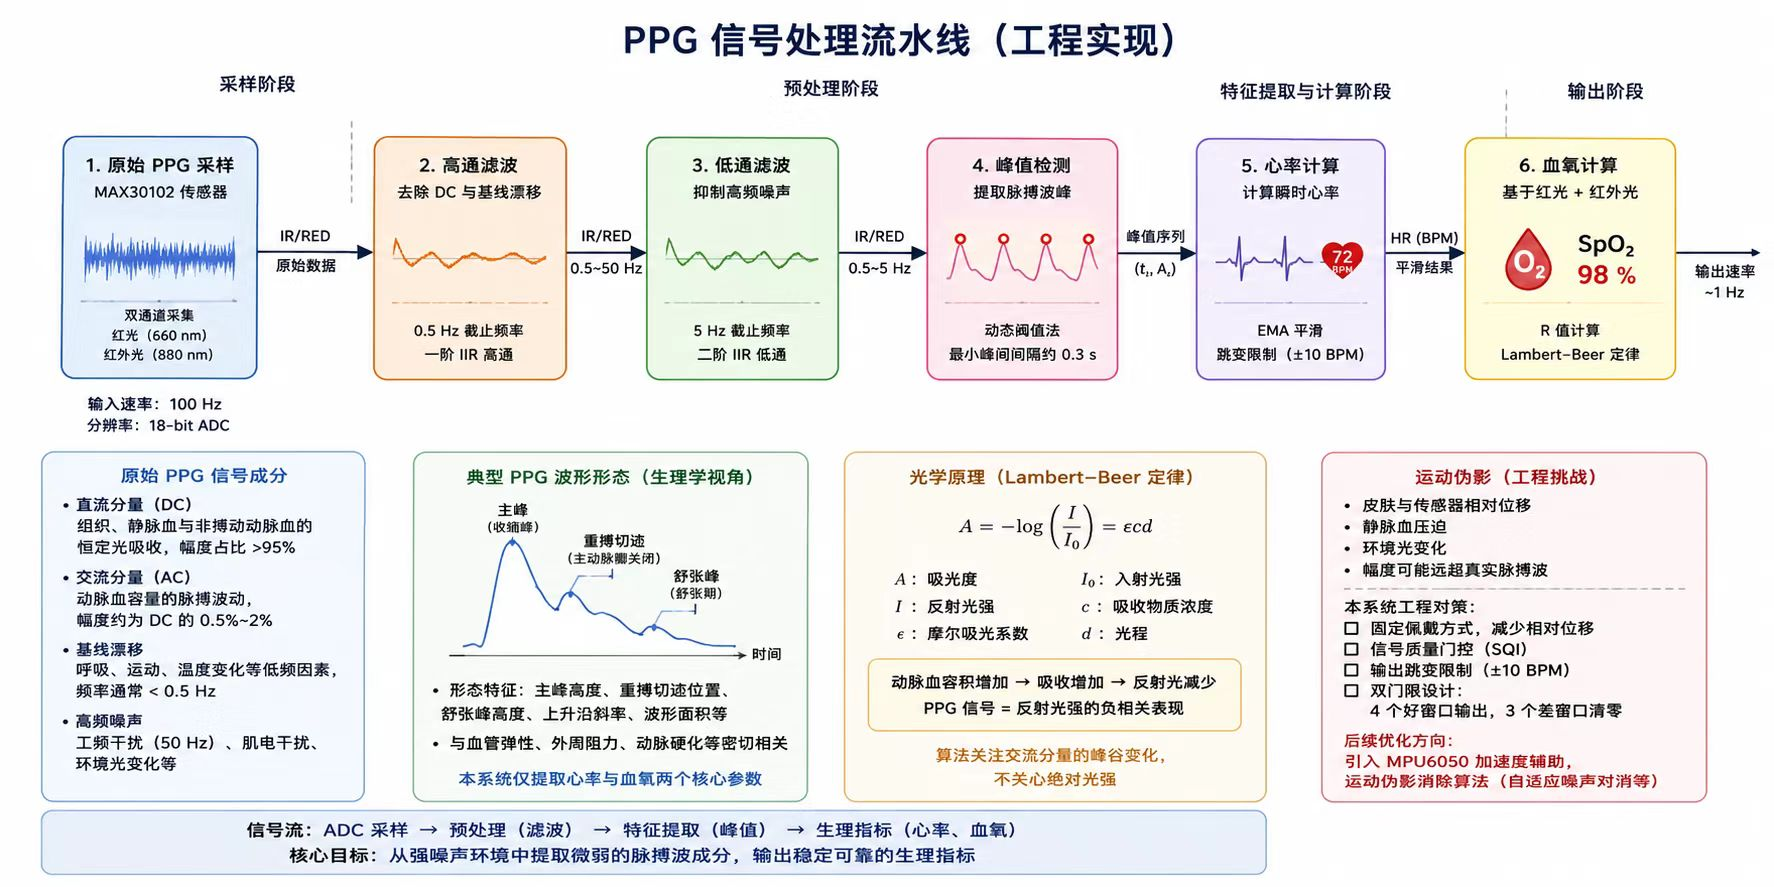 PPG 信号处理流水线（工程实现）
采样阶段
预处理阶段
特征提取与计算阶段
输出阶段
1. 原始 PPG 采样
MAX30102 传感器
双通道采集
红光（660 nm）
红外光（880 nm）
输入速率：100 Hz
分辨率：18-bit ADC
IR/RED
原始数据
2. 高通滤波
去除 DC 与基线漂移
0.5 Hz 截止频率
一阶 IIR 高通
IR/RED
0.5~50 Hz
3. 低通滤波
抑制高频噪声
5 Hz 截止频率
二阶 IIR 低通
IR/RED
0.5~5 Hz
4. 峰值检测
提取脉搏波峰
动态阀值法
最小峰间间隔约 0.3 s
峰值序列
(tᵢ, Aᵢ)
5. 心率计算
计算瞬时心率
72
BPM
EMA 平滑
跳变限制（±10 BPM）
HR (BPM)
平滑结果
6. 血氧计算
基于红光 + 红外光
O₂
SpO₂
98 %
R 值计算
Lambert–Beer 定律
输出速率
~1 Hz
原始 PPG 信号成分
• 直流分量（DC）
组织、静脉血与非搏动动脉血的
恒定光吸收，幅度占比 >95%
• 交流分量（AC）
动脉血容量的脉搏波动，
幅度约为 DC 的 0.5%~2%
• 基线漂移
呼吸、运动、温度变化等低频因素，
频率通常 < 0.5 Hz
• 高频噪声
工频干扰（50 Hz）、肌电干扰、
环境光变化等
典型 PPG 波形形态（生理学视角）
主峰
重搏切迹
舒张峰
（舒张期）
时间
• 形态特征：主峰高度、重搏切迹位置、
舒张峰高度、上升沿斜率、波形面积等
• 与血管弹性、外周阻力、动脉硬化等密切相关
本系统仅提取心率与血氧两个核心参数
光学原理（Lambert–Beer 定律）
A = −log (I/I₀) = ϵcd
A： 吸光度
I₀： 入射光强
I： 反射光强
c： 吸收物质浓度
ϵ： 摩尔吸光系数
d： 光程
动脉血容积增加 → 吸收增加 → 反射光减少
PPG 信号 = 反射光强的负相关表现
算法关注交流分量的峰谷变化，
不关心绝对光强
运动伪影（工程挑战）
• 皮肤与传感器相对位移
• 静脉血压迫
• 环境光变化
• 幅度可能远超真实脉搏波
本系统工程对策：
□ 固定佩戴方式，减少相对位移
□ 信号质量门控（SQI）
□ 输出跳变限制（±10 BPM）
□ 双门限设计：
4 个好窗口输出，3 个差窗口清零
后续优化方向：
引入 MPU6050 加速度辅助，
运动伪影消除算法（自适应噪声对消等）
信号流：ADC 采样 → 预处理（滤波） → 特征提取（峰值） → 生理指标（心率、血氧）
核心目标：从强噪声环境中提取微弱的脉搏波成分，输出稳定可靠的生理指标